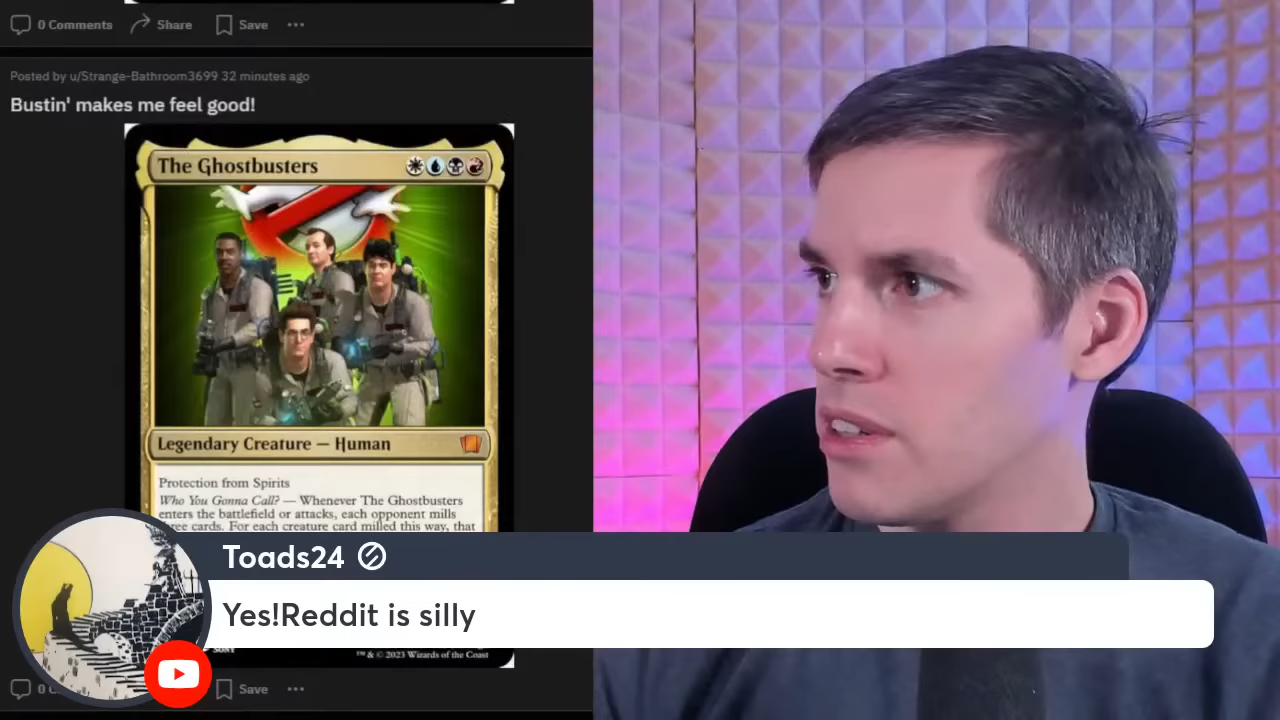 0 Comments Share Save
Posted by u/Strange-Bathroom3699 32 minutes ago
Bustin' makes me feel good!
The Ghostbusters
Legendary Creature — Human
Protection from Spirits
Who You Gonna Call? — Whenever The Ghostbusters
enters the battlefield or attacks, each opponent mills
cards. For each creature card milled this way, that
Toads24
Yes!Reddit is silly
SONY
™ & © 2023 Wizards of the Coast
0 Save